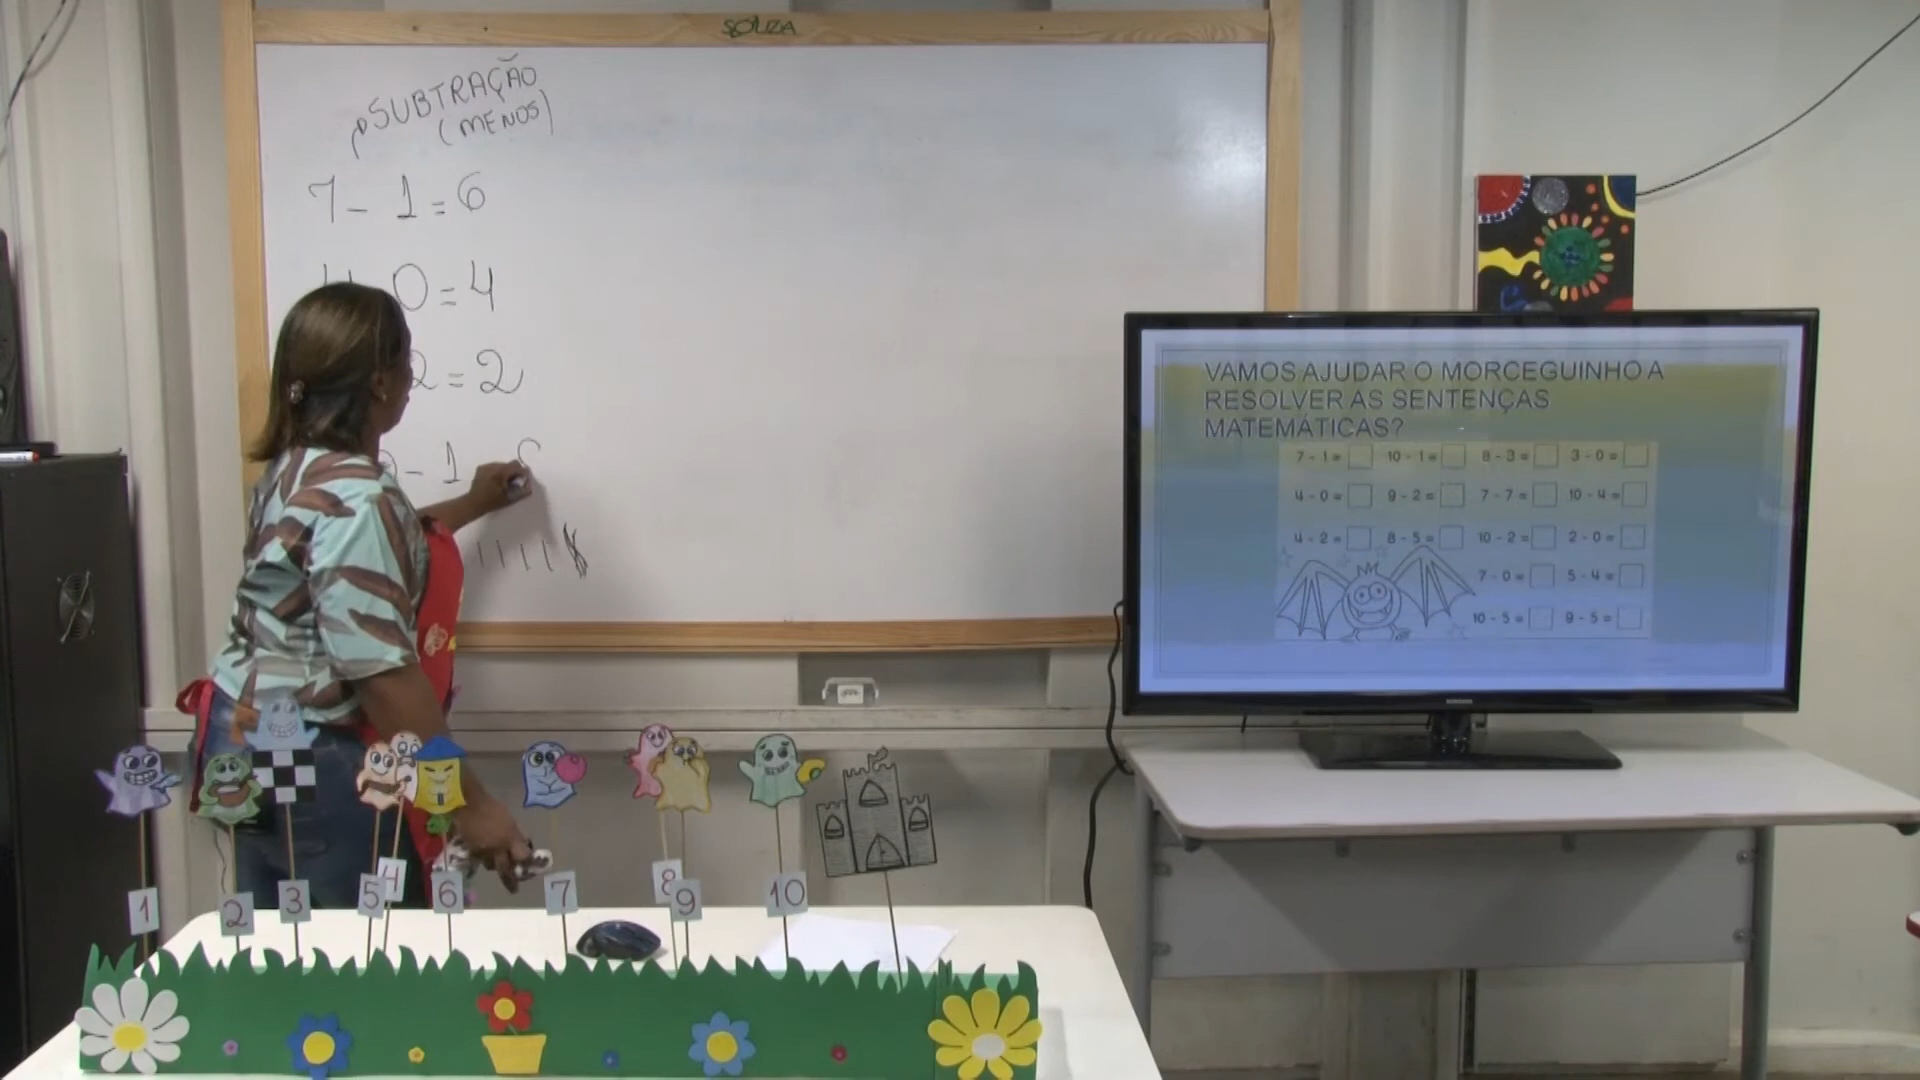 SOUZA
SUBTRAÇÃO
(MENOS)
7 - 1 = 6
0 = 4
2 = 2
- 1
VAMOS AJUDAR O MORCEGUINHO A
RESOLVER AS SENTENÇAS
MATEMÁTICAS?
7 - 1 = 10 - 1 = 8 - 3 = 3 - 0 =
4 - 0 = 9 - 2 = 7 - 7 = 10 - 4 =
4 - 2 = 8 - 5 = 10 - 2 = 2 - 0 =
7 - 0 = 5 - 4 =
10 - 5 = 9 - 5 =
1 2 3 5 4 6 7 8 9 10